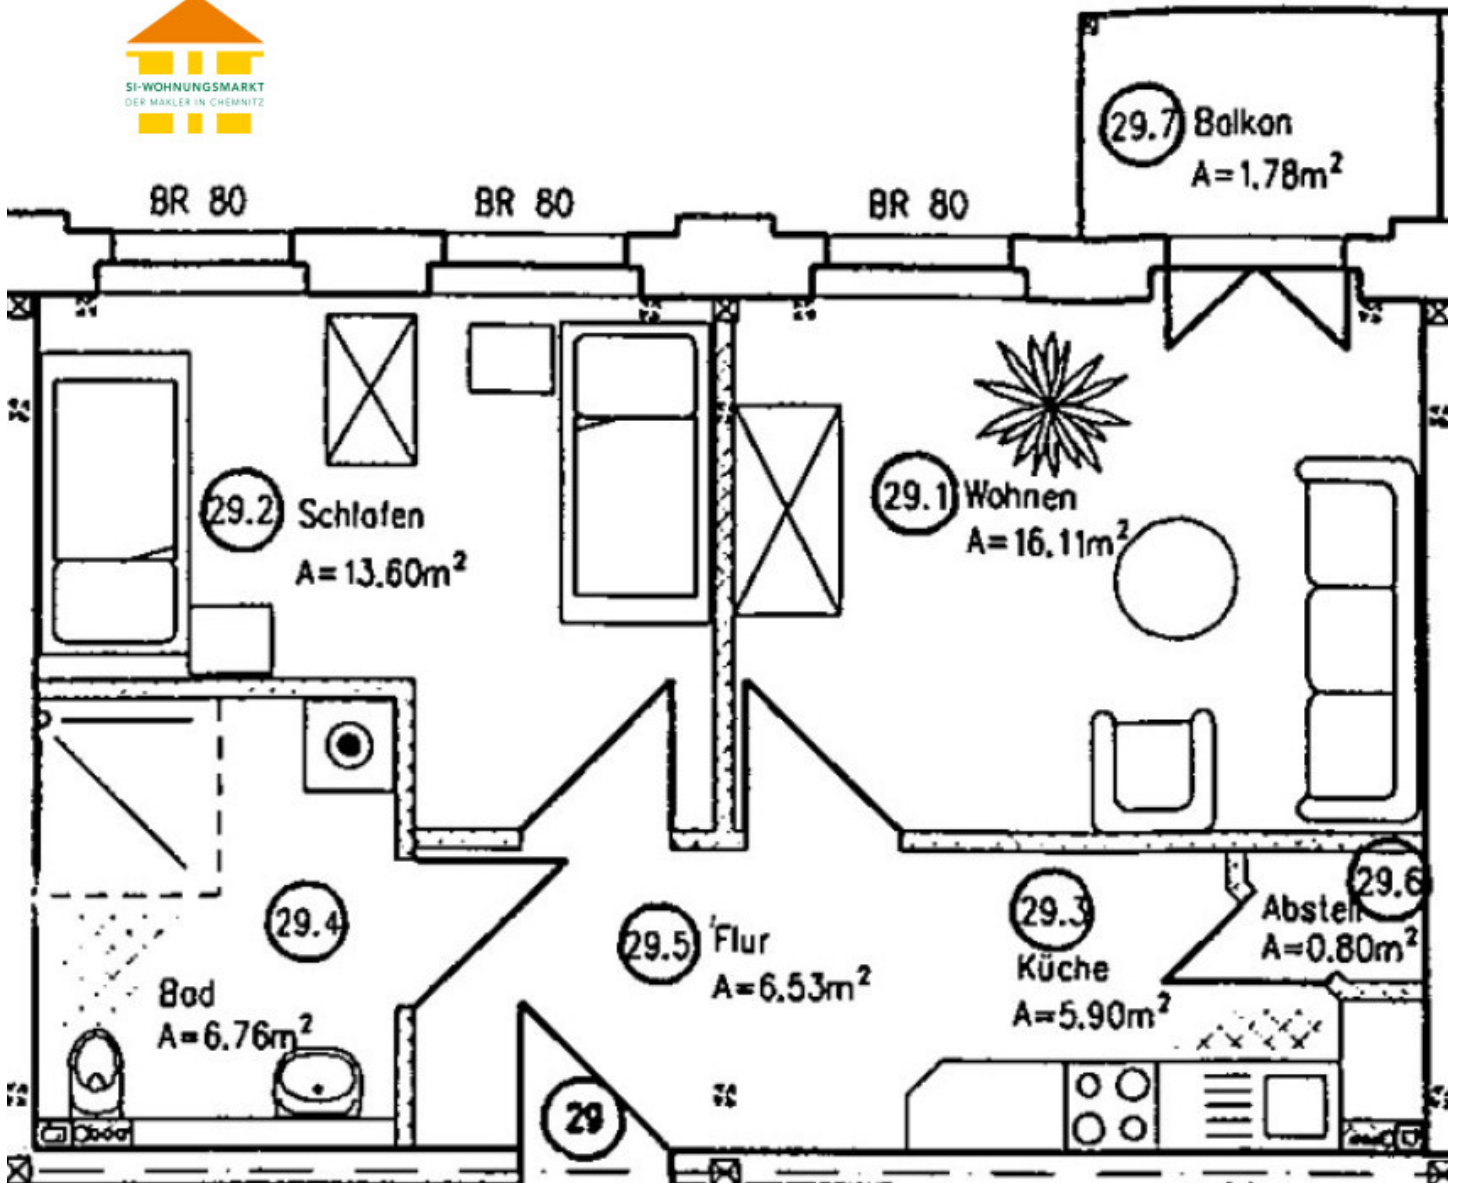 SI-WOHNUNGSMARKT
DER MAKLER IN CHEMNITZ
29.7 Balkon
A=1.78m²
BR 80
BR 80
BR 80
29.2 Schlafen
A=13.60m²
29.1 Wohnen
A=16.11m²
29.4
Bad
A=6.76m²
29.5 Flur
A=6.53m²
29.3
Küche
A=5.90m²
29.6
Abstell
A=0.80m²
29